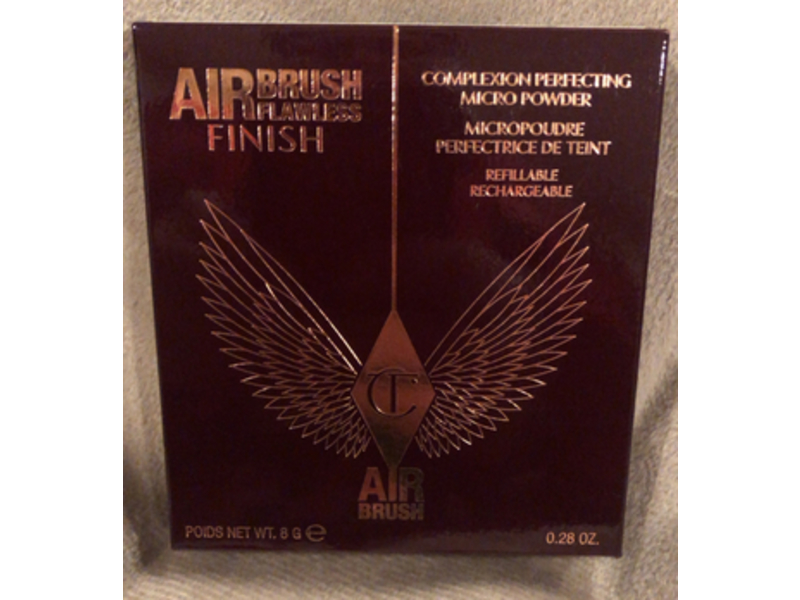 AIRBRUSH
FLAWLESS
FINISH
COMPLEXION PERFECTING
MICRO POWDER
MICROPOUDRE
PERFECTRICE DE TEINT
REFILLABLE
RECHARGEABLE
CT
AIR
BRUSH
POIDS NET WT. 8 G ℮
0.28 OZ.